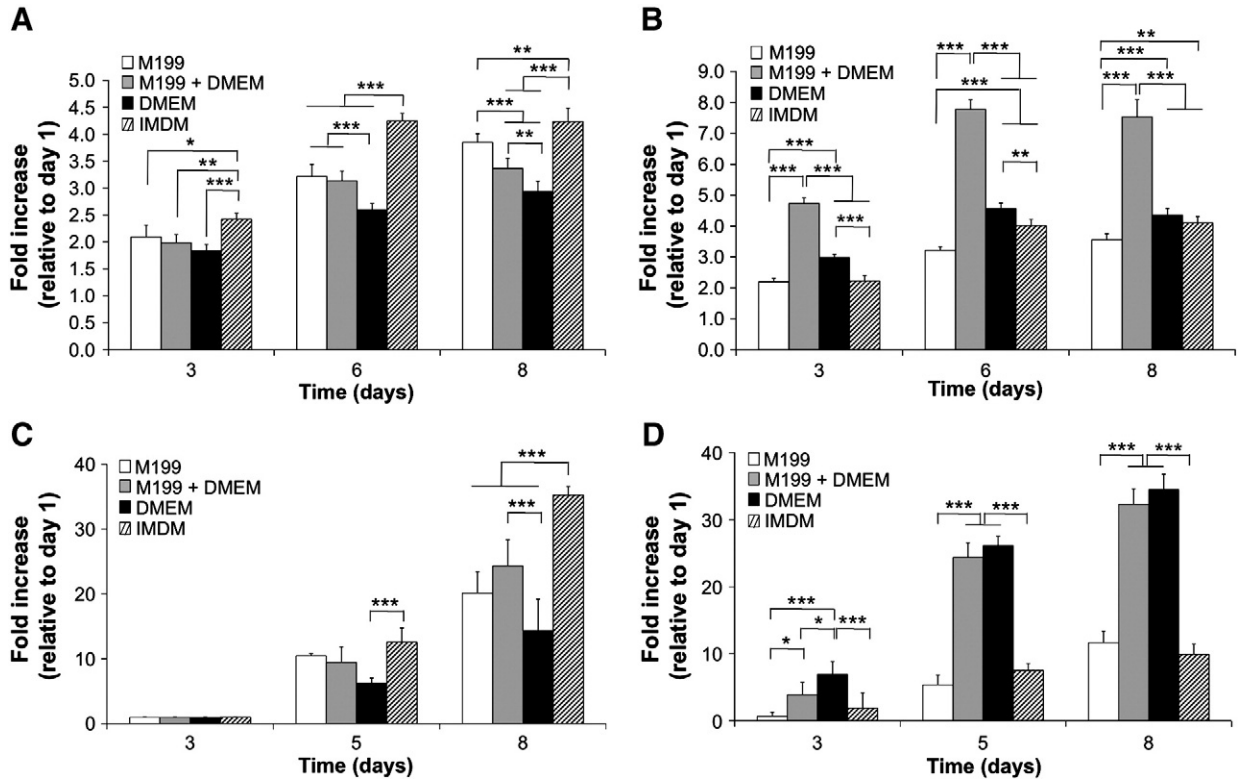 A
M199
M199 + DMEM
DMEM
IMDM
Fold increase
(relative to day 1)
5.0
4.5
4.0
3.5
3.0
2.5
2.0
1.5
1.0
0.5
0.0
*
**
***
***
***
**
***
***
**
3
6
8
Time (days)
B
M199
M199 + DMEM
DMEM
IMDM
Fold increase
(relative to day 1)
9.0
8.0
7.0
6.0
5.0
4.0
3.0
2.0
1.0
0.0
***
***
***
***
***
***
***
**
**
***
***
***
3
6
8
Time (days)
C
M199
M199 + DMEM
DMEM
IMDM
Fold increase
(relative to day 1)
40
30
20
10
0
***
***
***
3
5
8
Time (days)
D
M199
M199 + DMEM
DMEM
IMDM
Fold increase
(relative to day 1)
40
30
20
10
0
***
*
*
***
***
***
***
***
3
5
8
Time (days)